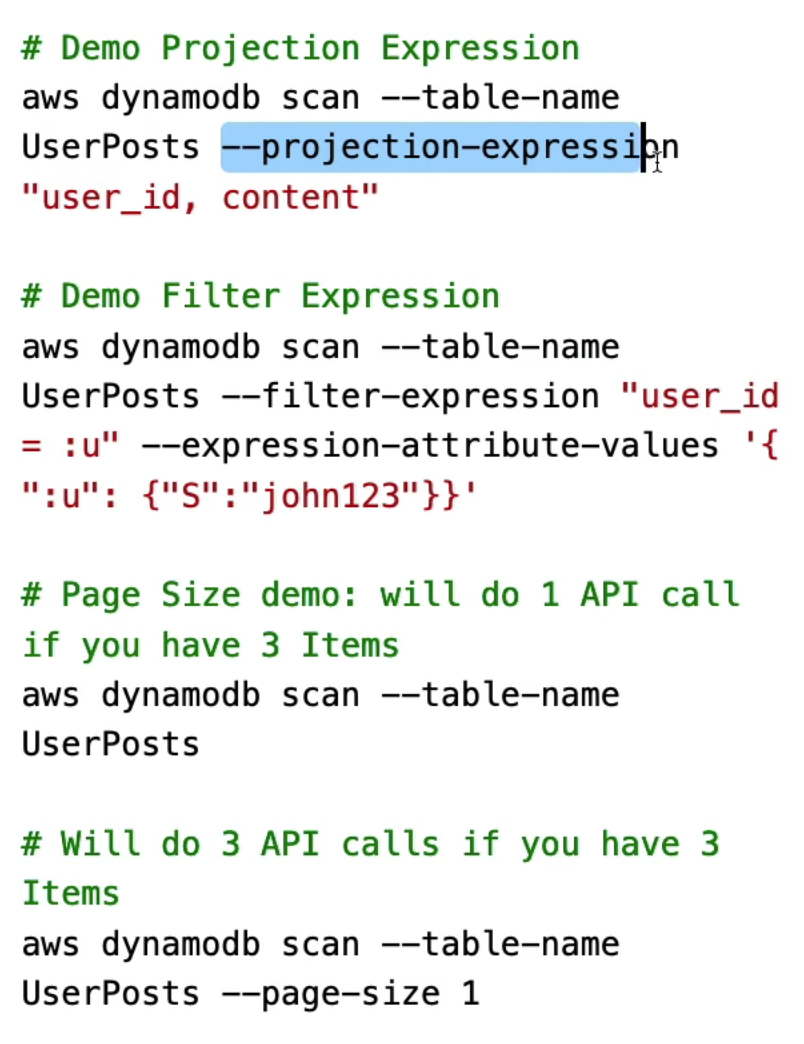 # Demo Projection Expression
aws dynamodb scan --table-name
UserPosts --projection-expression
"user_id, content"
# Demo Filter Expression
aws dynamodb scan --table-name
UserPosts --filter-expression "user_id
= :u" --expression-attribute-values '{
":u": {"S":"john123"}}'
# Page Size demo: will do 1 API call
if you have 3 Items
aws dynamodb scan --table-name
UserPosts
# Will do 3 API calls if you have 3
Items
aws dynamodb scan --table-name
UserPosts --page-size 1